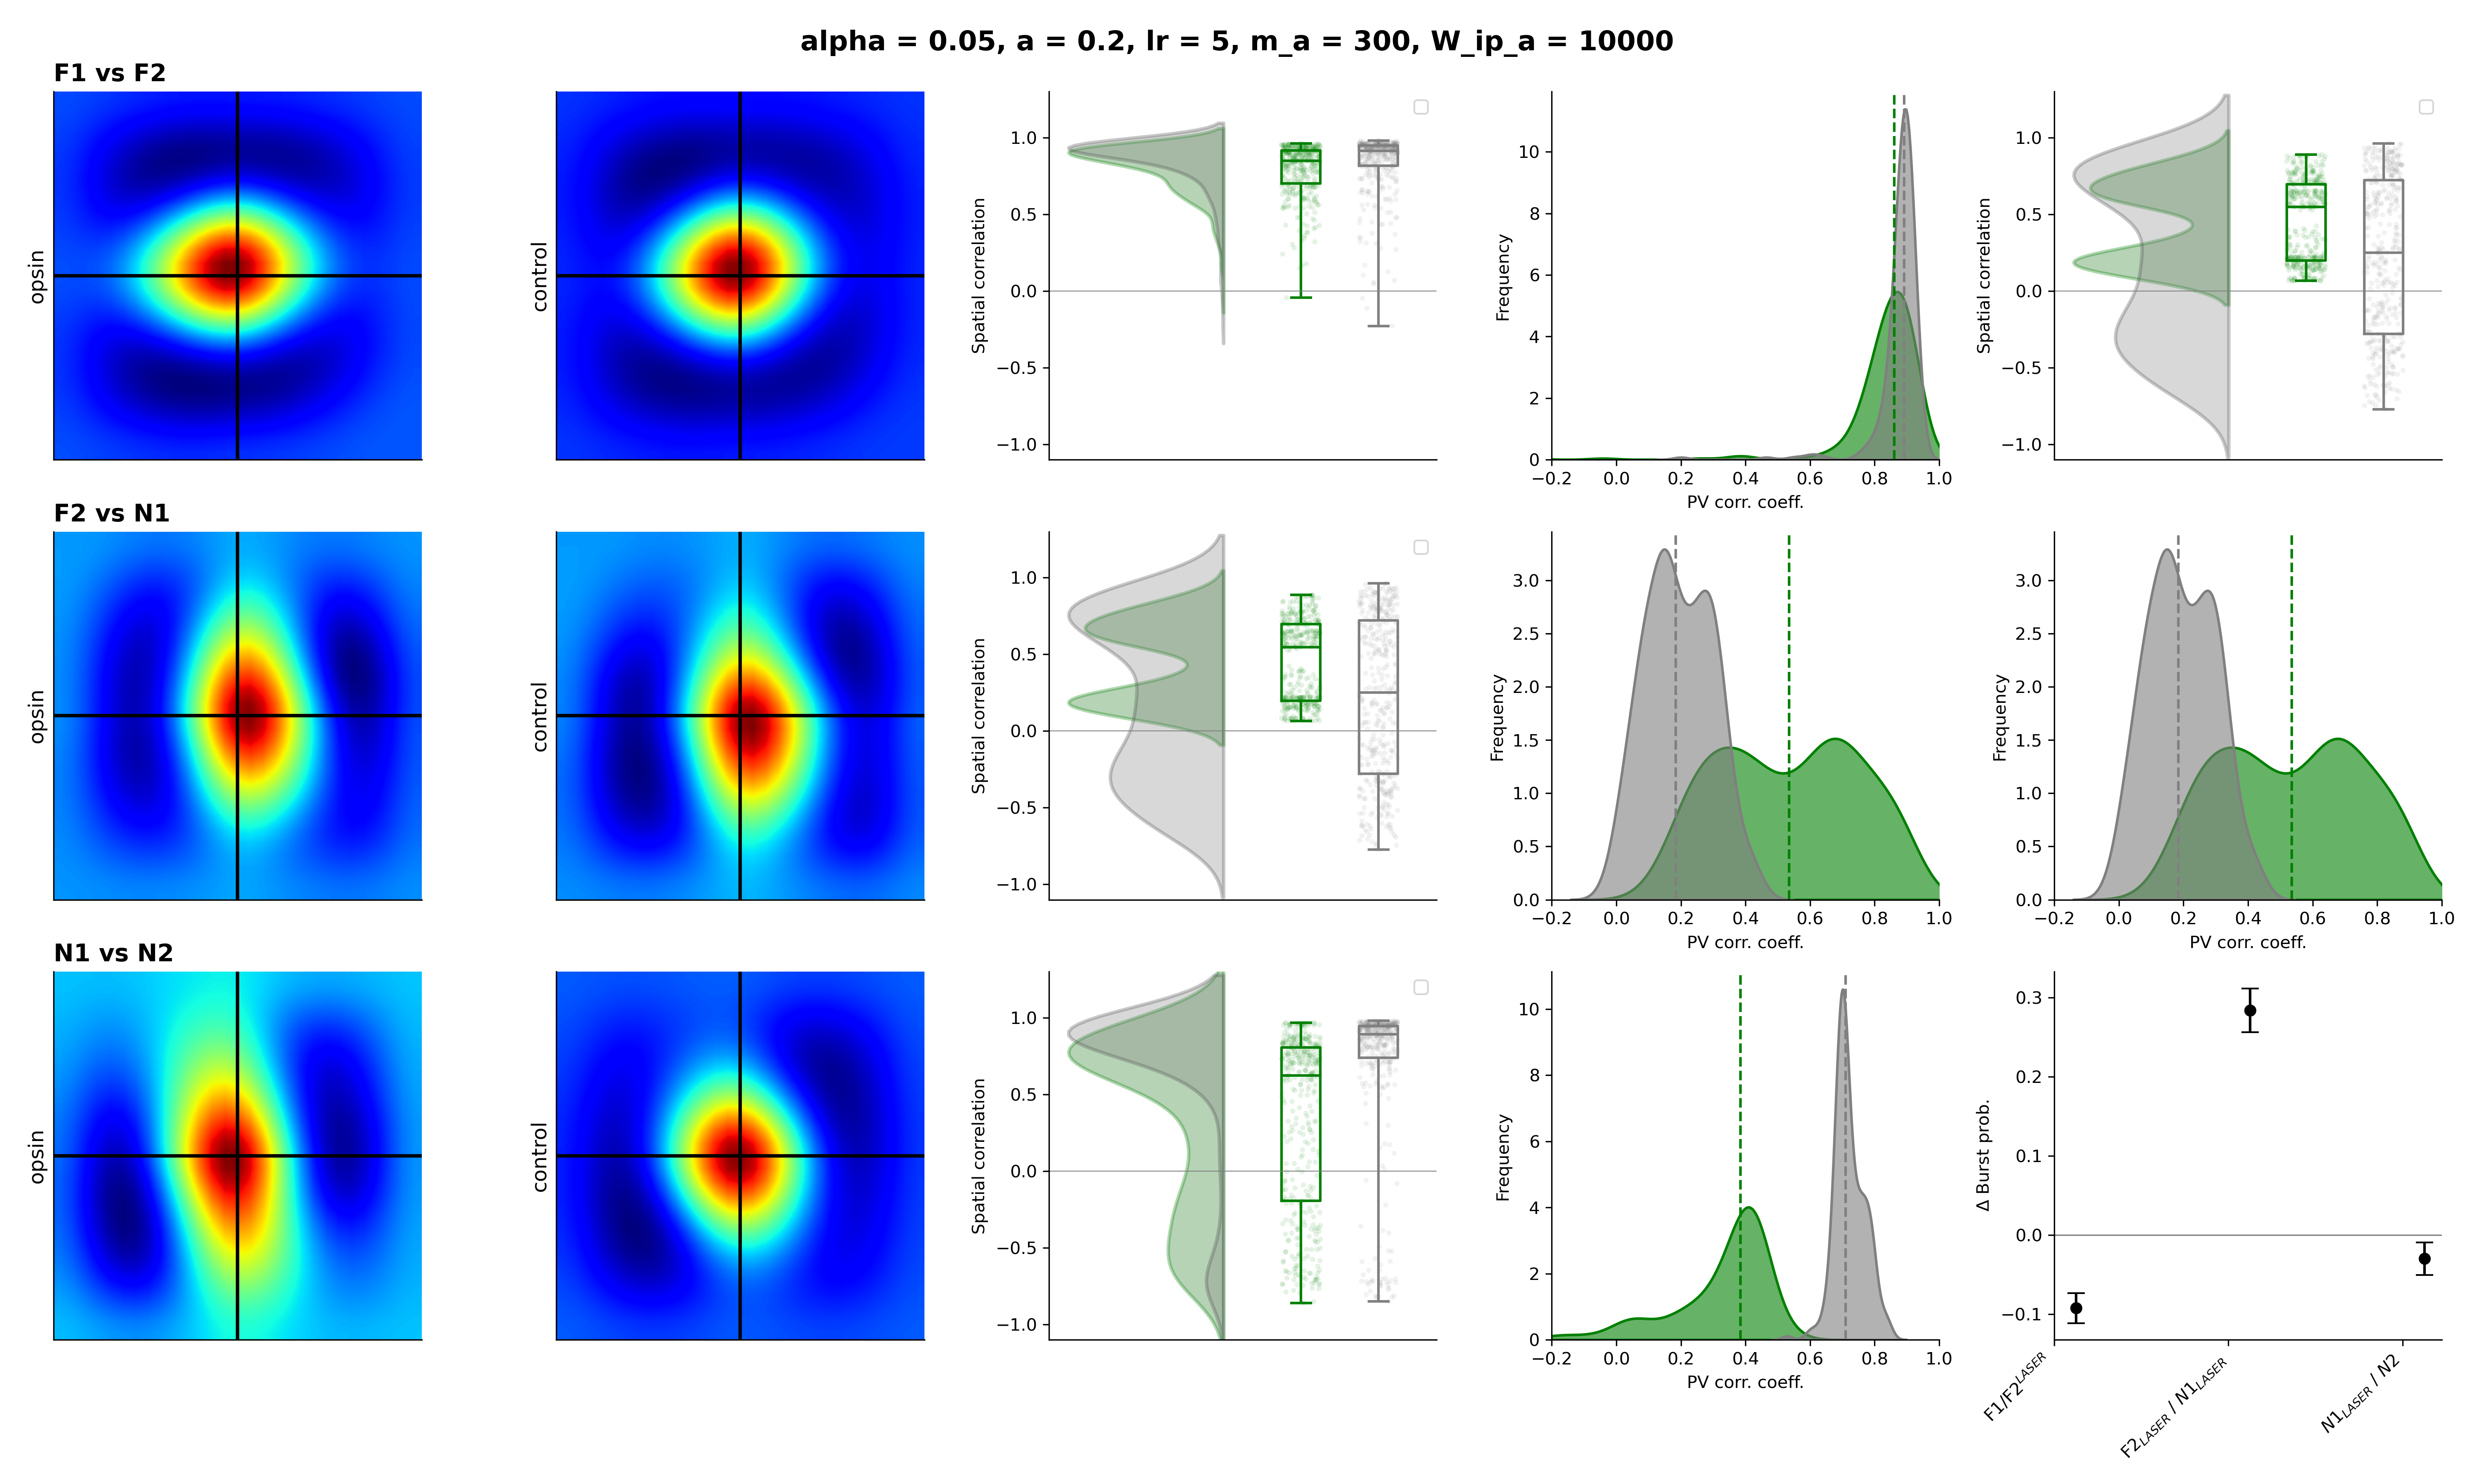 alpha = 0.05, a = 0.2, lr = 5, m_a = 300, W_ip_a = 10000
F1 vs F2
opsin
control
Spatial correlation
1.0
0.5
0.0
−0.5
−1.0
Frequency
10
8
6
4
2
0
−0.2 0.0 0.2 0.4 0.6 0.8 1.0
PV corr. coeff.
Spatial correlation
1.0
0.5
0.0
−0.5
−1.0
F2 vs N1
opsin
control
Spatial correlation
1.0
0.5
0.0
−0.5
−1.0
Frequency
3.0
2.5
2.0
1.5
1.0
0.5
0.0
−0.2 0.0 0.2 0.4 0.6 0.8 1.0
PV corr. coeff.
Frequency
3.0
2.5
2.0
1.5
1.0
0.5
0.0
−0.2 0.0 0.2 0.4 0.6 0.8 1.0
PV corr. coeff.
N1 vs N2
opsin
control
Spatial correlation
1.0
0.5
0.0
−0.5
−1.0
Frequency
10
8
6
4
2
0
−0.2 0.0 0.2 0.4 0.6 0.8 1.0
PV corr. coeff.
Δ Burst prob.
0.3
0.2
0.1
0.0
−0.1
F1/F2^LASER
F2_LASER / N1_LASER
N1_LASER / N2